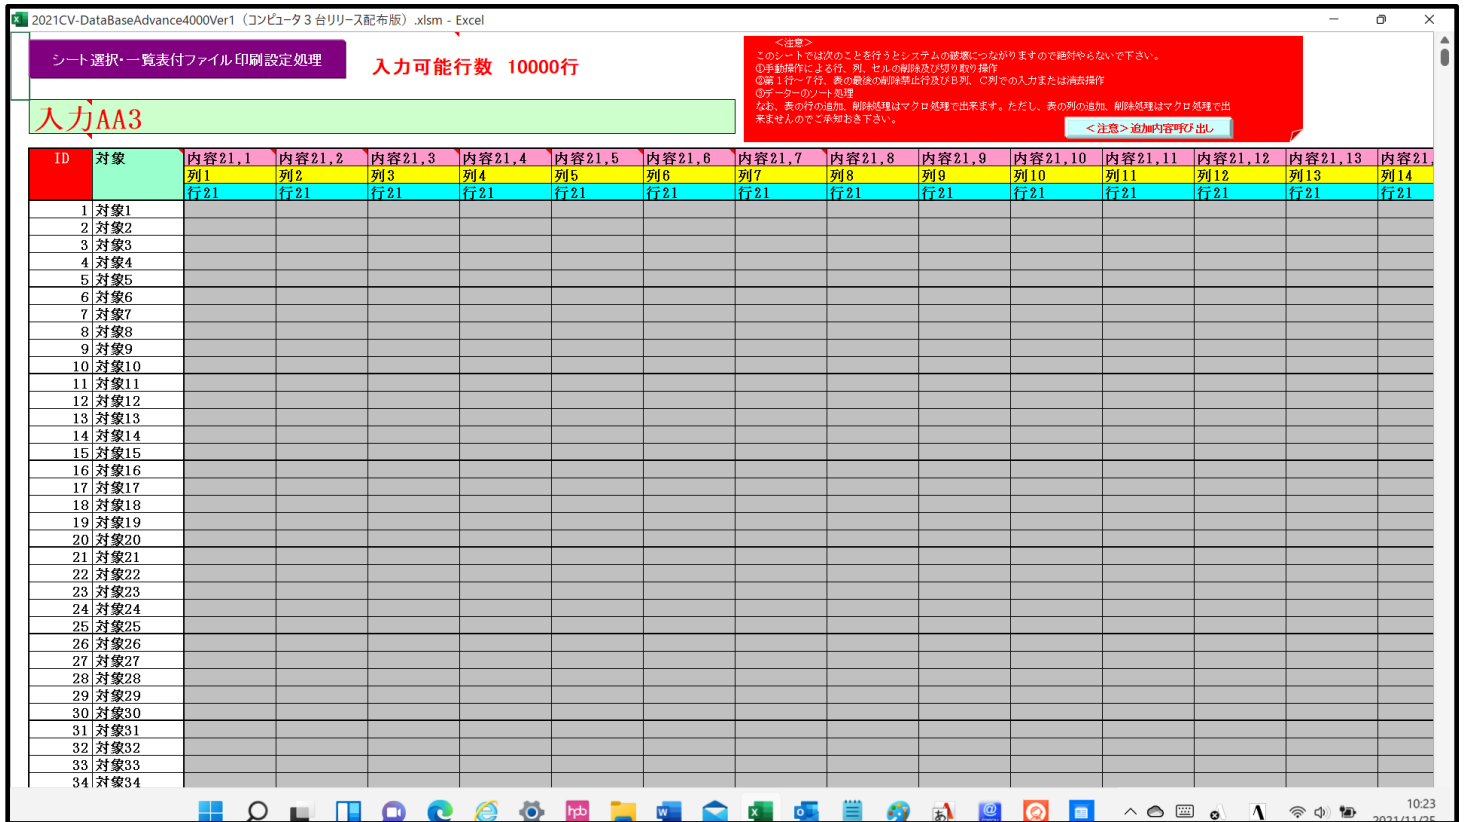 2021CV-DataBaseAdvance4000Ver1（コンピュータ３台リリース配布版）.xlsm - Excel
シート選択・一覧表付ファイル印刷設定処理
入力可能行数 10000行
＜注意＞
このシートでは次のことを行うとシステムの破壊につながりますので絶対やらないで下さい。
①手動操作による行、列、セルの削除及び切り取り操作
②第１行～７行、表の最後の削除禁止行及びＢ列、Ｃ列での入力または消去操作
③データーのソート処理
なお、表の行の追加、削除処理はマクロ処理で出来ます。ただし、表の列の追加、削除処理はマクロ処理で出
来ませんのでご承知おき下さい。
＜注意＞追加内容呼び出し
入力AA3
ID 対象 内容21,1 内容21,2 内容21,3 内容21,4 内容21,5 内容21,6 内容21,7 内容21,8 内容21,9 内容21,10 内容21,11 内容21,12 内容21,13 内容21,
列1 列2 列3 列4 列5 列6 列7 列8 列9 列10 列11 列12 列13 列14
行21 行21 行21 行21 行21 行21 行21 行21 行21 行21 行21 行21 行21 行21
1 対象1
2 対象2
3 対象3
4 対象4
5 対象5
6 対象6
7 対象7
8 対象8
9 対象9
10 対象10
11 対象11
12 対象12
13 対象13
14 対象14
15 対象15
16 対象16
17 対象17
18 対象18
19 対象19
20 対象20
21 対象21
22 対象22
23 対象23
24 対象24
25 対象25
26 対象26
27 対象27
28 対象28
29 対象29
30 対象30
31 対象31
32 対象32
33 対象33
34 対象34
hpb
10:23
2021/11/25